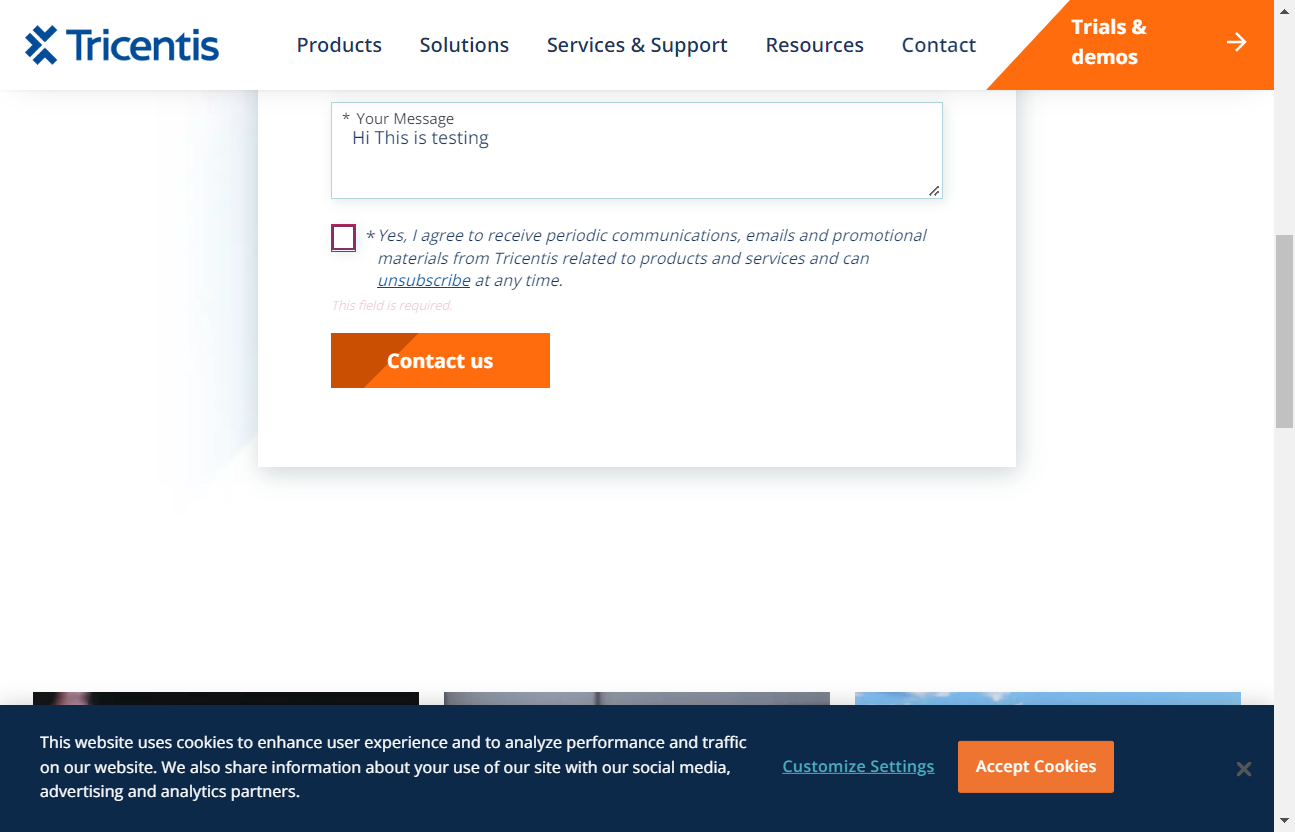 Tricentis
Products
Solutions
Services & Support
Resources
Contact
Trials &
demos
* Your Message
Hi This is testing
* Yes, I agree to receive periodic communications, emails and promotional
materials from Tricentis related to products and services and can
unsubscribe at any time.
This field is required.
Contact us
This website uses cookies to enhance user experience and to analyze performance and traffic
on our website. We also share information about your use of our site with our social media,
advertising and analytics partners.
Customize Settings
Accept Cookies